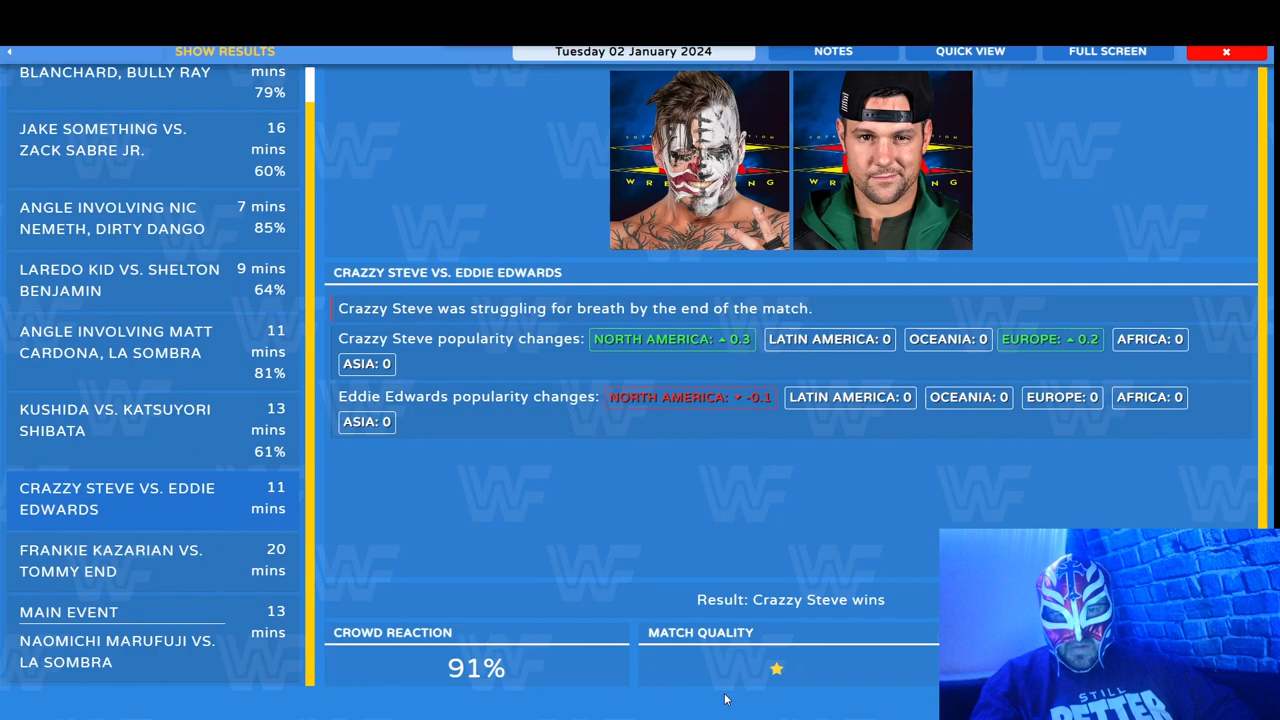 SHOW RESULTS
Tuesday 02 January 2024
NOTES
QUICK VIEW
FULL SCREEN
BLANCHARD, BULLY RAY
mins
79%
JAKE SOMETHING VS.
ZACK SABRE JR.
16
mins
60%
ANGLE INVOLVING NIC
NEMETH, DIRTY DANGO
7 mins
85%
LAREDO KID VS. SHELTON
BENJAMIN
9 mins
64%
ANGLE INVOLVING MATT
CARDONA, LA SOMBRA
11
mins
81%
KUSHIDA VS. KATSUYORI
SHIBATA
13
mins
61%
CRAZZY STEVE VS. EDDIE
EDWARDS
11
mins
FRANKIE KAZARIAN VS.
TOMMY END
20
mins
MAIN EVENT
NAOMICHI MARUFUJI VS.
LA SOMBRA
13
mins
CRAZZY STEVE VS. EDDIE EDWARDS
Crazzy Steve was struggling for breath by the end of the match.
Crazzy Steve popularity changes: NORTH AMERICA: 0.3 LATIN AMERICA: 0 OCEANIA: 0 EUROPE: 0.2 AFRICA: 0
ASIA: 0
Eddie Edwards popularity changes: NORTH AMERICA: -0.1 LATIN AMERICA: 0 OCEANIA: 0 EUROPE: 0 AFRICA: 0
ASIA: 0
Result: Crazzy Steve wins
CROWD REACTION
91%
MATCH QUALITY
STILL
BETTER